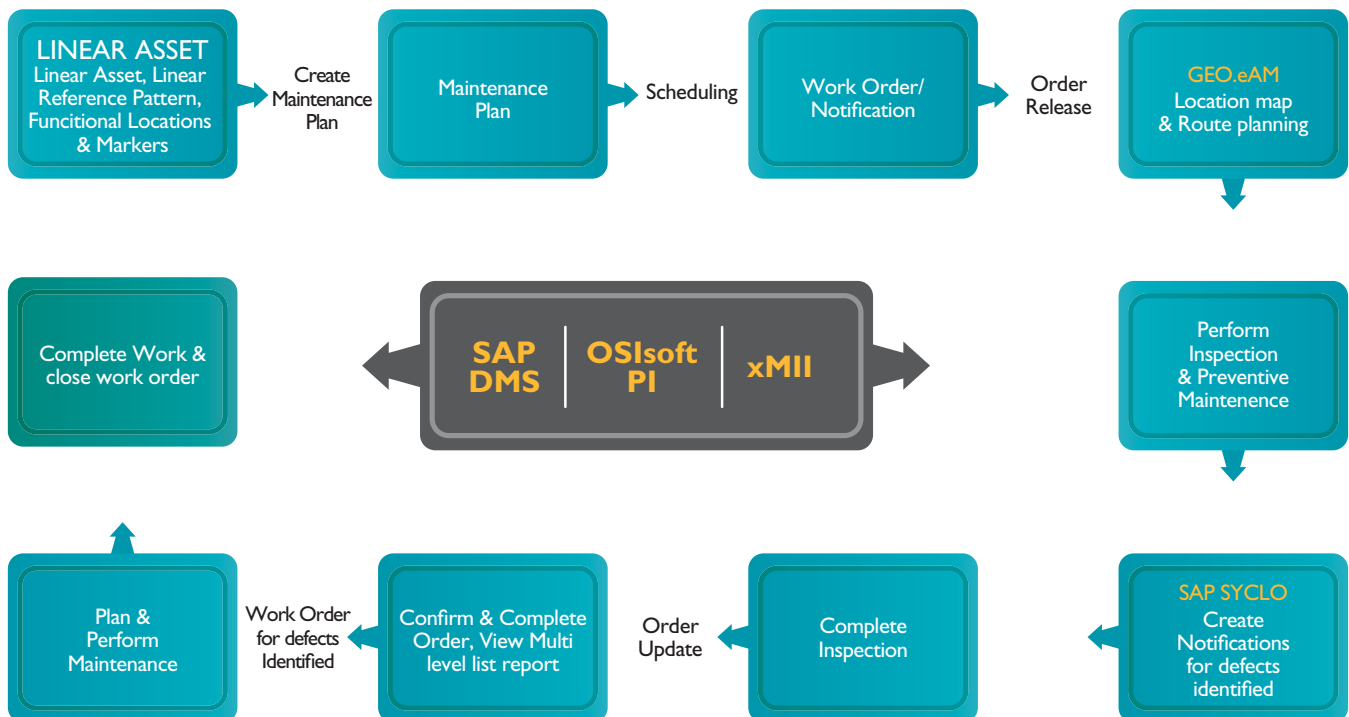 LINEAR ASSET
Linear Asset, Linear
Reference Pattern,
Funcitional Locations
& Markers
Create
Maintenance
Plan
Maintenance
Plan
Scheduling
Work Order/
Notification
Order
Release
GEO.eAM
Location map
& Route planning
Complete Work &
close work order
SAP
DMS
OSIsoft
PI
xMII
Perform
Inspection
& Preventive
Maintenence
Plan &
Perform
Maintenance
Work Order
for defects
Identified
Confirm & Complete
Order, View Multi
level list report
Order
Update
Complete
Inspection
SAP SYCLO
Create
Notifications
for defects
identified